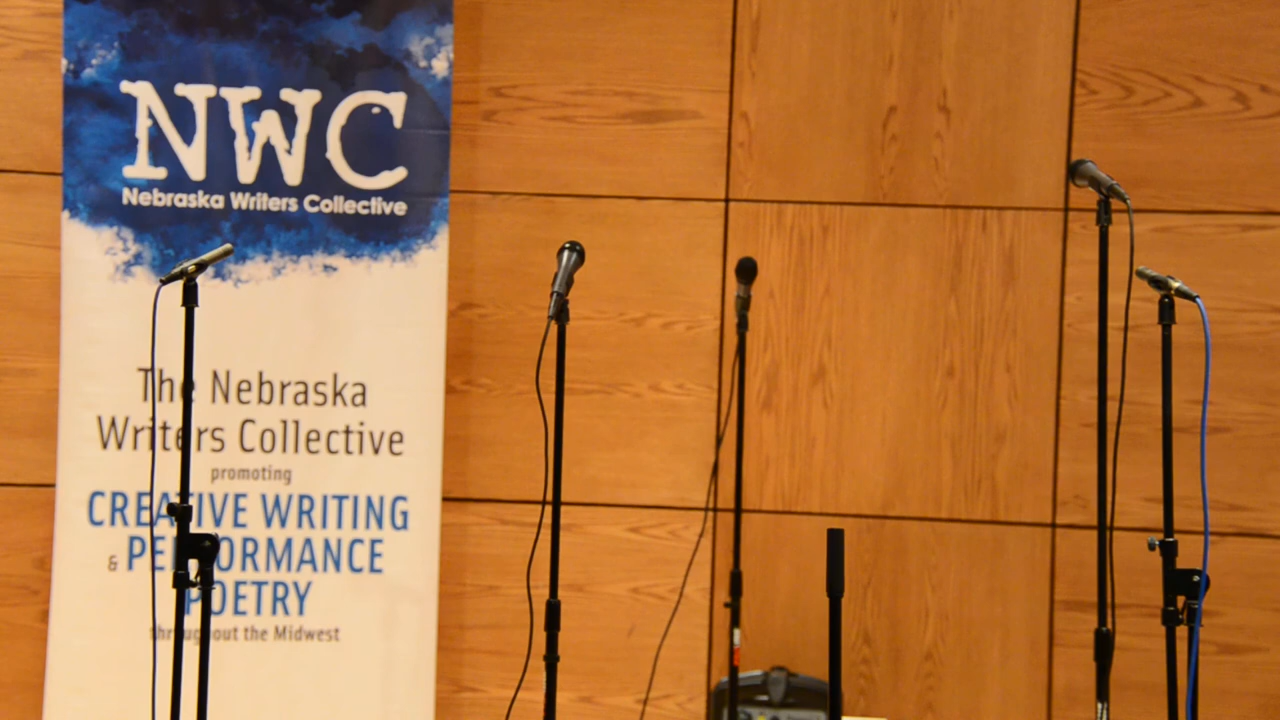 NWC
Nebraska Writers Collective
The Nebraska
Writers Collective
promoting
CREATIVE WRITING
& PERFORMANCE
POETRY
throughout the Midwest